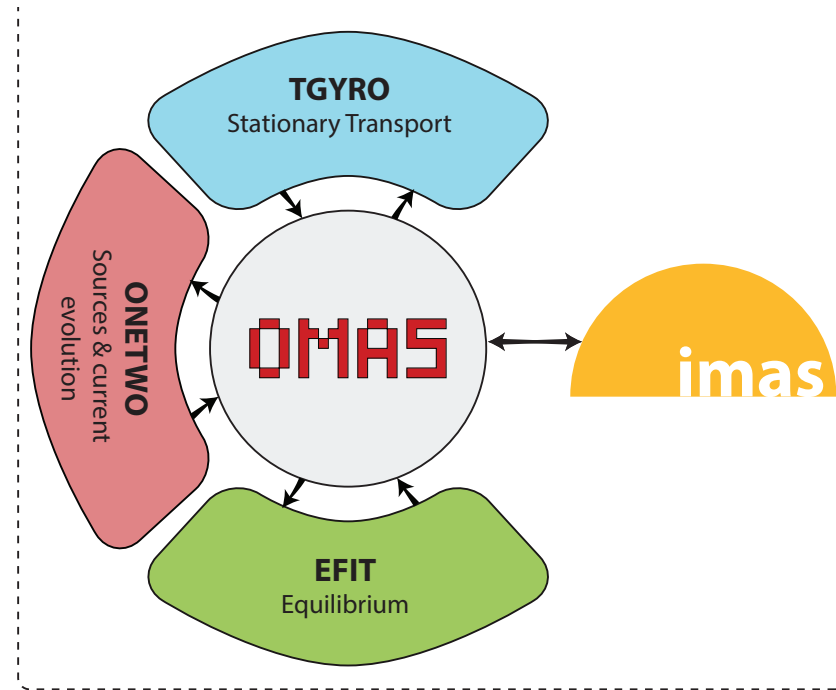 TGYRO
Stationary Transport
ONETWO
Sources & current
evolution
OMAS
imas
EFIT
Equilibrium